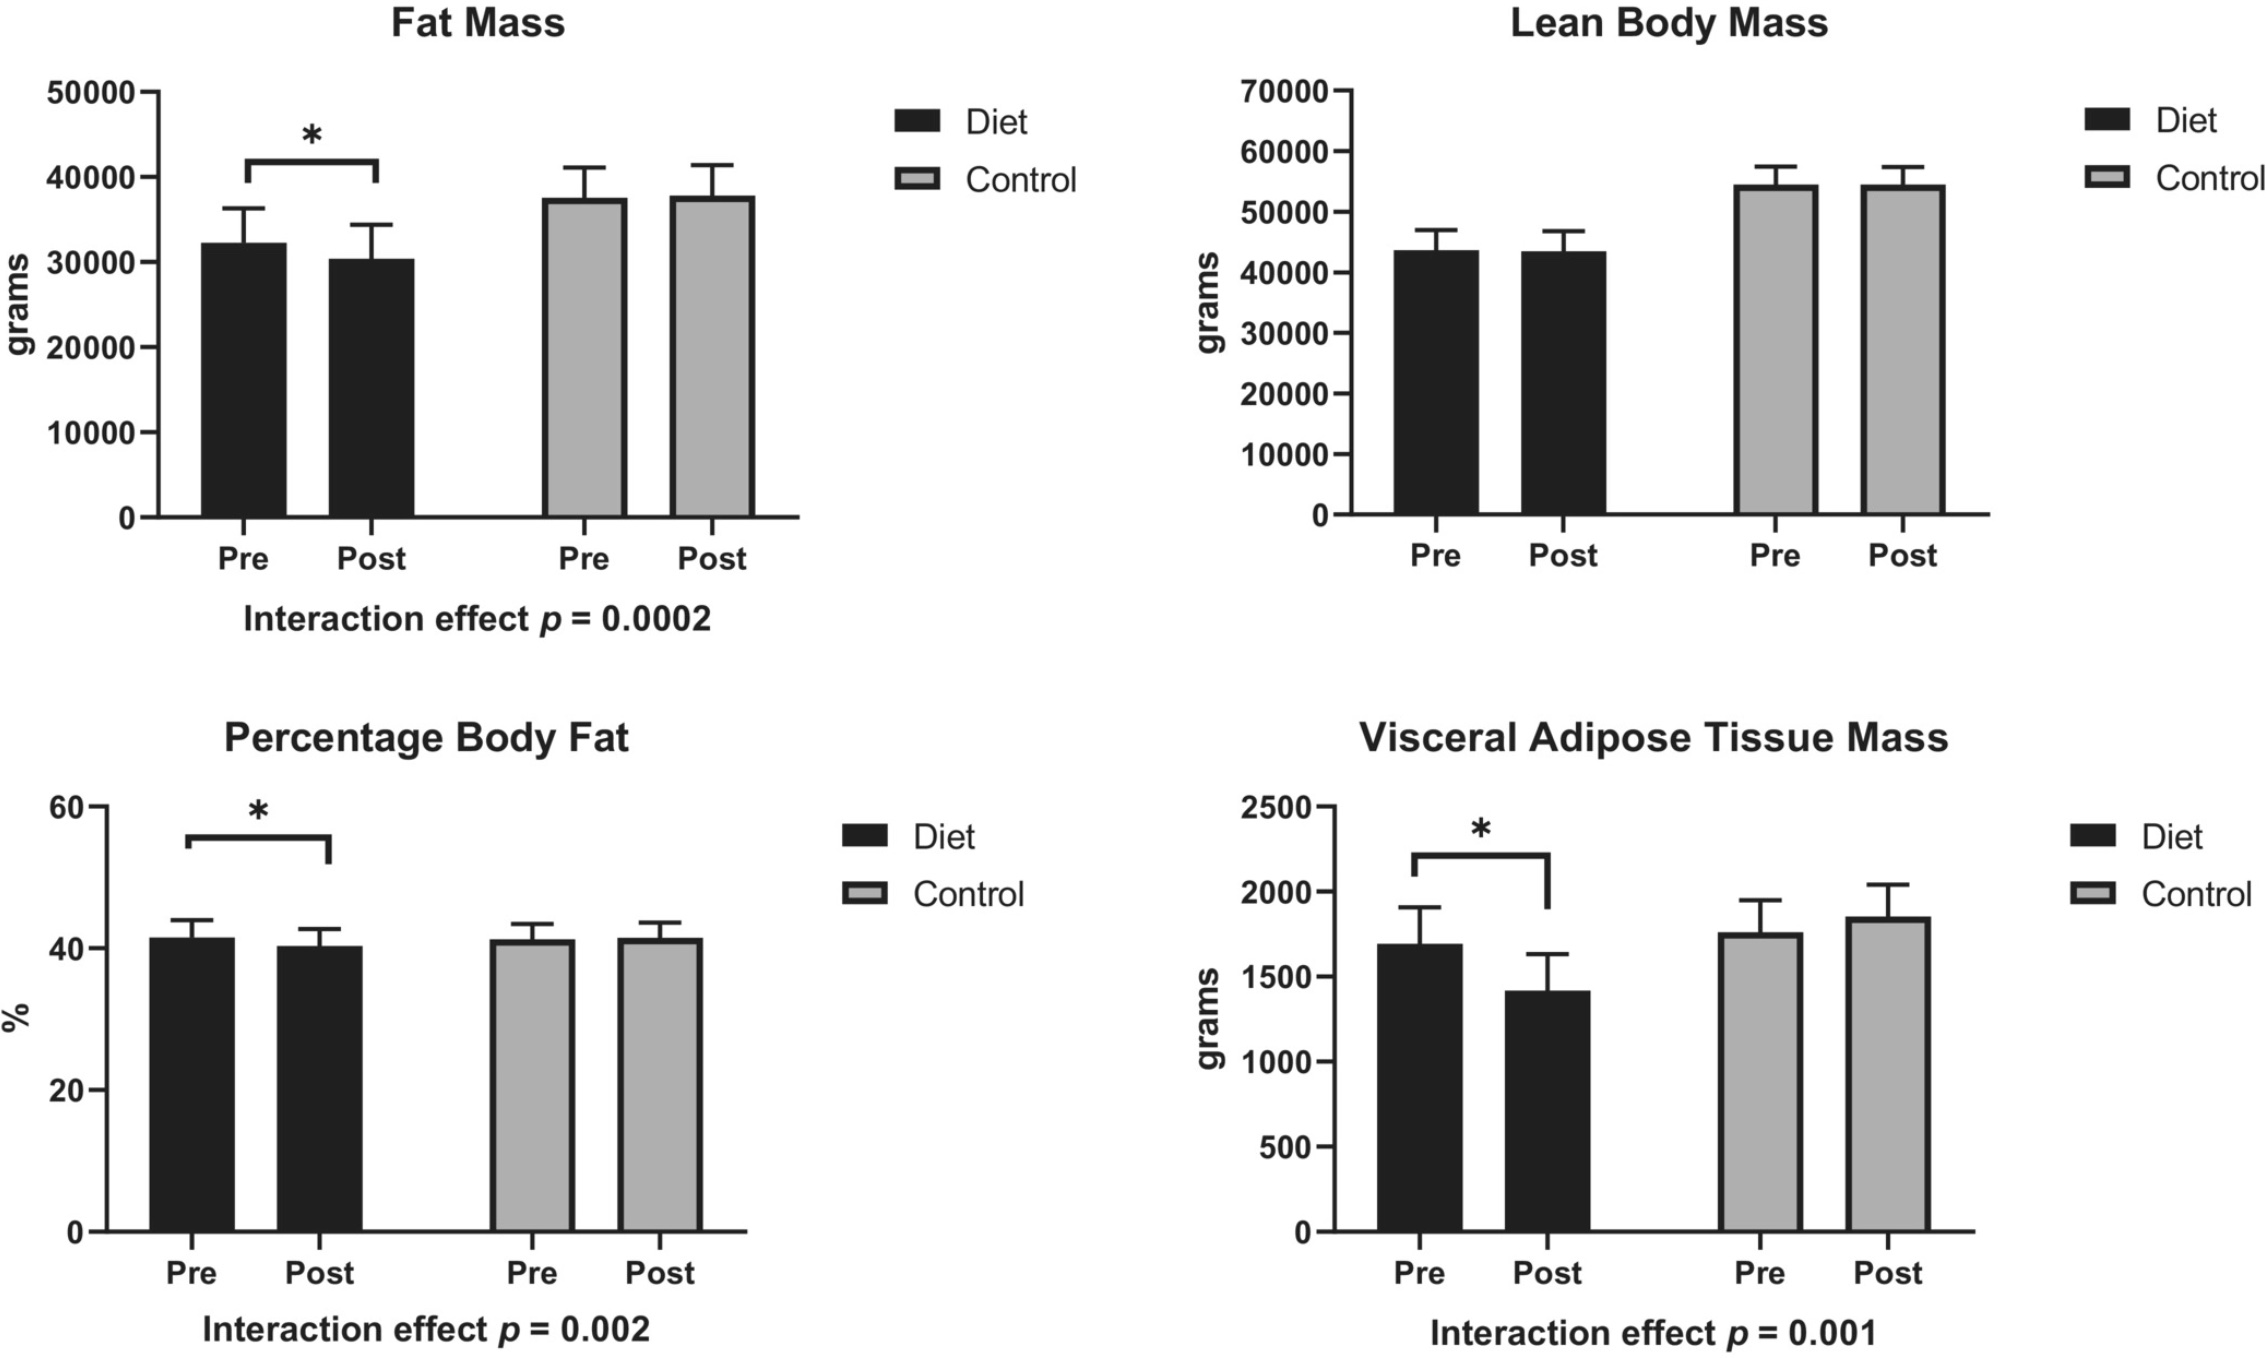 Fat Mass
50000
40000
30000
20000
10000
0
grams
*
Pre
Post
Pre
Post
Diet
Control
Interaction effect p = 0.0002
Lean Body Mass
70000
60000
50000
40000
30000
20000
10000
0
grams
Pre
Post
Pre
Post
Diet
Control
Percentage Body Fat
60
40
20
0
%
*
Pre
Post
Pre
Post
Diet
Control
Interaction effect p = 0.002
Visceral Adipose Tissue Mass
2500
2000
1500
1000
500
0
grams
*
Pre
Post
Pre
Post
Diet
Control
Interaction effect p = 0.001